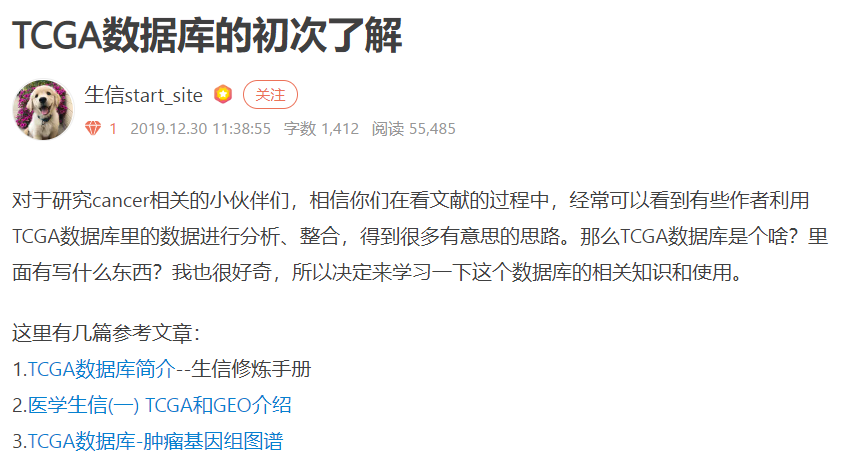 TCGA数据库的初次了解
生信start_site 关注
1 2019.12.30 11:38:55 字数 1,412 阅读 55,485
对于研究cancer相关的小伙伴们，相信你们在看文献的过程中，经常可以看到有些作者利用
TCGA数据库里的数据进行分析、整合，得到很多有意思的思路。那么TCGA数据库是个啥？里
面有写什么东西？我也很好奇，所以决定来学习一下这个数据库的相关知识和使用。
这里有几篇参考文章：
1.TCGA数据库简介--生信修炼手册
2.医学生信(一) TCGA和GEO介绍
3.TCGA数据库-肿瘤基因组图谱